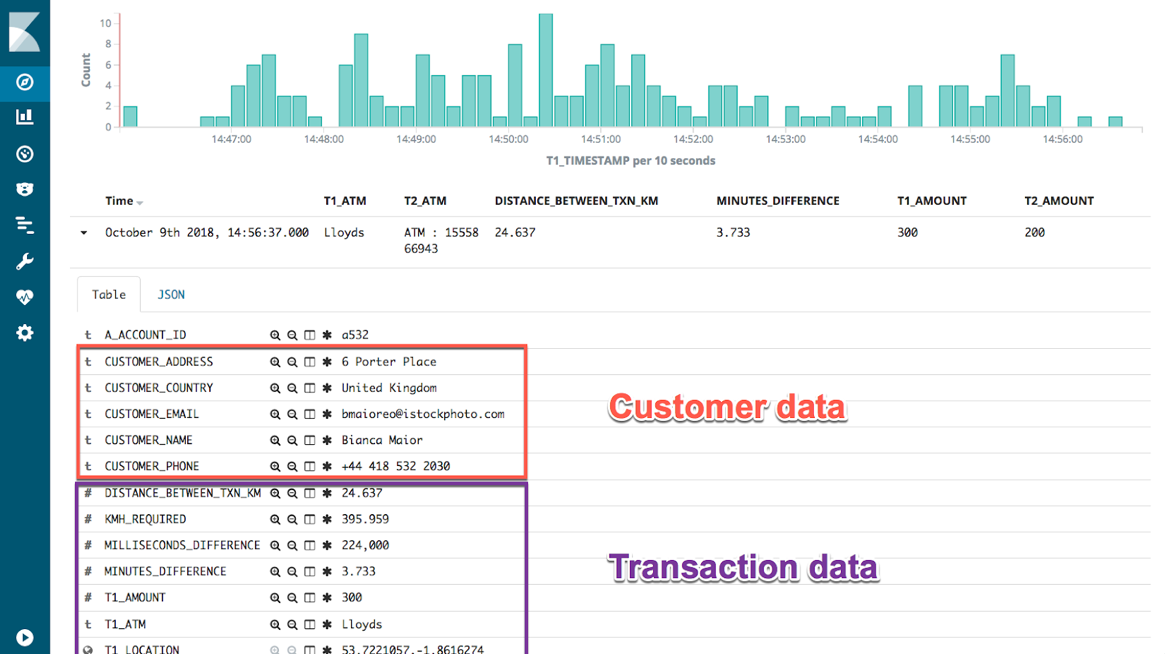 10
8
6
4
2
0
Count
14:47:00 14:48:00 14:49:00 14:50:00 14:51:00 14:52:00 14:53:00 14:54:00 14:55:00 14:56:00
T1_TIMESTAMP per 10 seconds
Time T1_ATM T2_ATM DISTANCE_BETWEEN_TXN_KM MINUTES_DIFFERENCE T1_AMOUNT T2_AMOUNT
October 9th 2018, 14:56:37.000 Lloyds ATM : 15558 24.637 3.733 300 200
66943
Table JSON
t A_ACCOUNT_ID a532
t CUSTOMER_ADDRESS 6 Porter Place
t CUSTOMER_COUNTRY United Kingdom
Customer data
t CUSTOMER_EMAIL bmaioreo@istockphoto.com
t CUSTOMER_NAME Bianca Maior
t CUSTOMER_PHONE +44 418 532 2030
# DISTANCE_BETWEEN_TXN_KM 24.637
# KMH_REQUIRED 395.959
# MILLISECONDS_DIFFERENCE 224,000
Transaction data
# MINUTES_DIFFERENCE 3.733
# T1_AMOUNT 300
t T1_ATM Lloyds
T1_LOCATION 53.7221057,-1.8616274